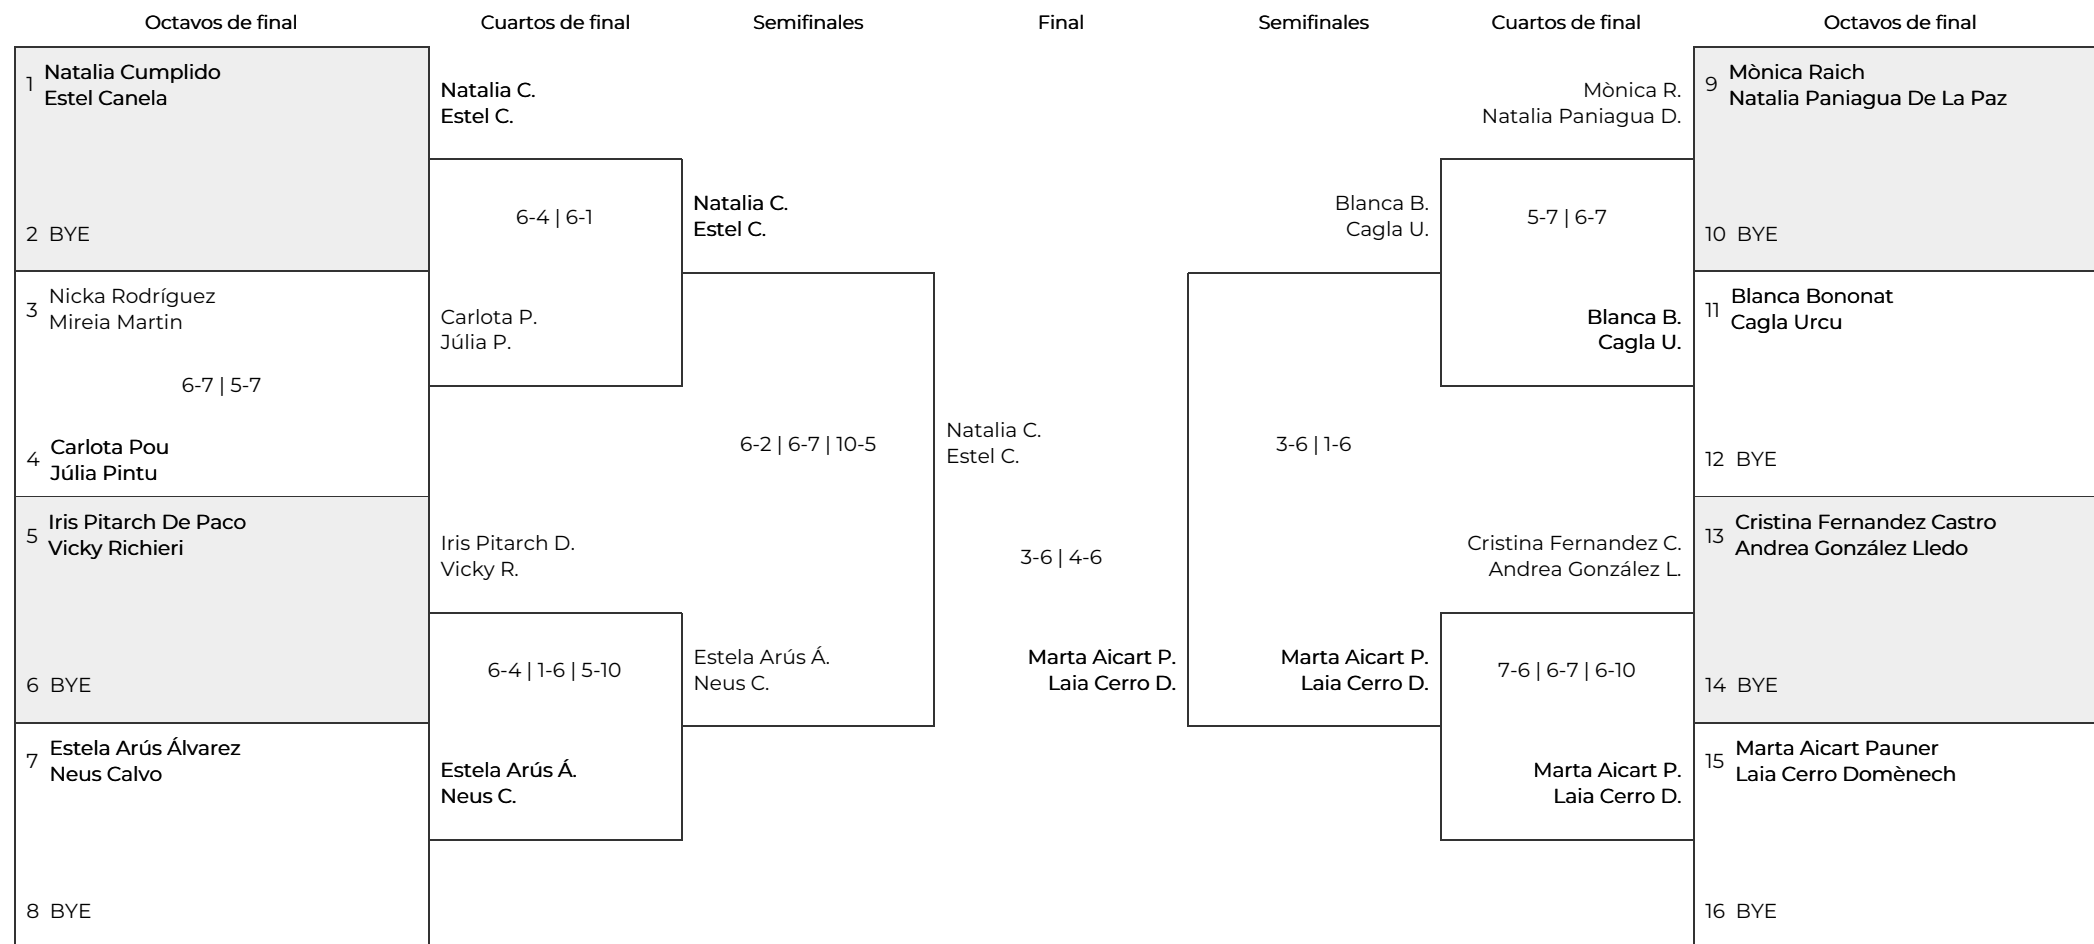 Octavos de final
Cuartos de final
Semifinales
Final
Semifinales
Cuartos de final
Octavos de final
1
Natalia Cumplido
Estel Canela
2 BYE
3
Nicka Rodríguez
Mireia Martin
6-7 | 5-7
4
Carlota Pou
Júlia Pintu
5
Iris Pitarch De Paco
Vicky Richieri
6 BYE
7
Estela Arús Álvarez
Neus Calvo
8 BYE
Natalia C.
Estel C.
6-4 | 6-1
Carlota P.
Júlia P.
Iris Pitarch D.
Vicky R.
6-4 | 1-6 | 5-10
Estela Arús Á.
Neus C.
Natalia C.
Estel C.
6-2 | 6-7 | 10-5
Estela Arús Á.
Neus C.
Natalia C.
Estel C.
3-6 | 4-6
Marta Aicart P.
Laia Cerro D.
Blanca B.
Cagla U.
3-6 | 1-6
Marta Aicart P.
Laia Cerro D.
Mònica R.
Natalia Paniagua D.
5-7 | 6-7
Blanca B.
Cagla U.
Cristina Fernandez C.
Andrea González L.
7-6 | 6-7 | 6-10
Marta Aicart P.
Laia Cerro D.
9
Mònica Raich
Natalia Paniagua De La Paz
10 BYE
11
Blanca Bononat
Cagla Urcu
12 BYE
13
Cristina Fernandez Castro
Andrea González Lledo
14 BYE
15
Marta Aicart Pauner
Laia Cerro Domènech
16 BYE